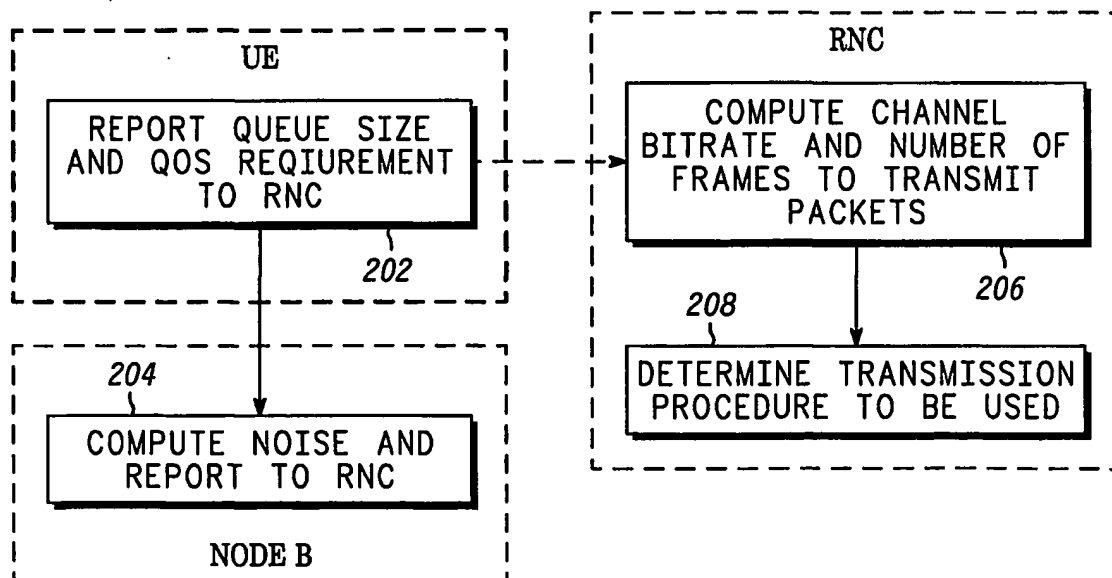 UE
REPORT QUEUE SIZE
AND QOS REQIUREMENT
TO RNC
202
204
COMPUTE NOISE AND
REPORT TO RNC
NODE B
RNC
COMPUTE CHANNEL
BITRATE AND NUMBER OF
FRAMES TO TRANSMIT
PACKETS
206
208
DETERMINE TRANSMISSION
PROCEDURE TO BE USED